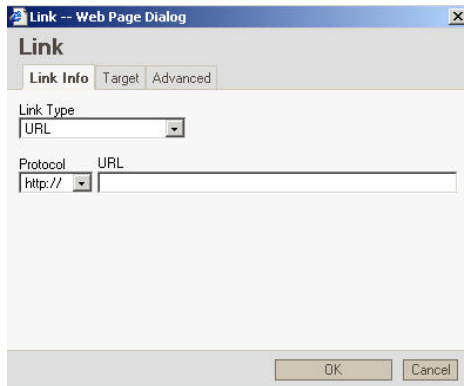 Link -- Web Page Dialog
Link
Link Info Target Advanced
Link Type
URL
Protocol URL
http://
OK Cancel